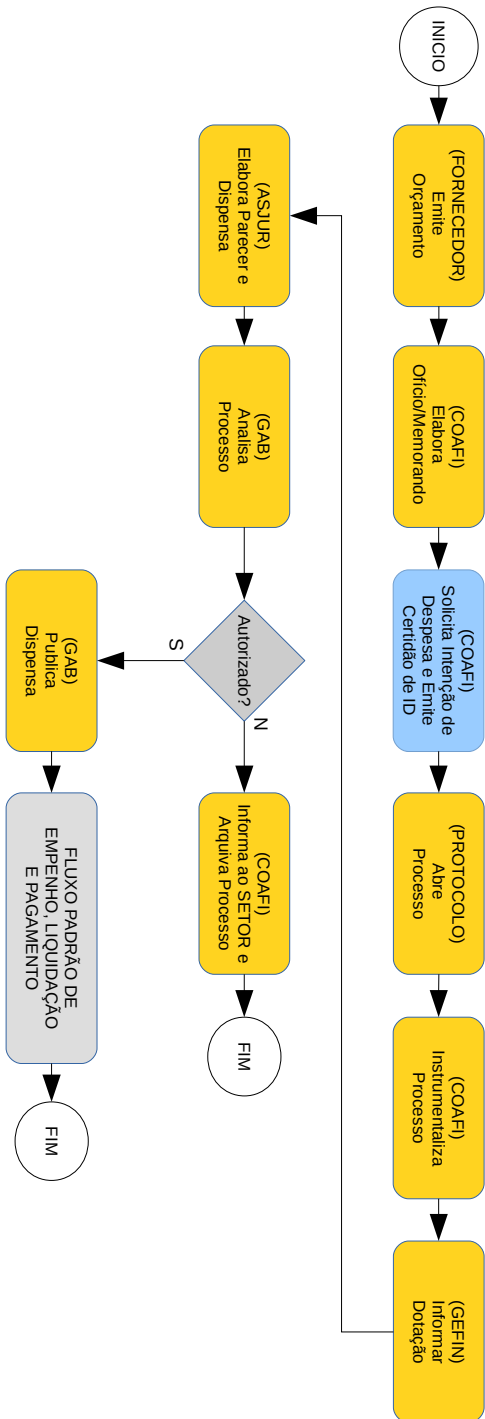 INICIO
(FORNECEDOR)
Emite
Orçamento
(COAFI)
Elabora
Ofício/Memorando
(COAFI)
Solicita Intenção de
Despesa e Emite
Certidão de ID
(PROTOCOLO)
Abre
Processo
(COAFI)
Instrumentaliza
Processo
(GEFIN)
Informar
Dotação
(ASJUR)
Elabora Parecer e
Dispensa
(GAB)
Analisa
Processo
Autorizado?
N
S
(COAFI)
Informa ao SETOR e
Arquiva Processo
FIM
(GAB)
Publica
Dispensa
FLUXO PADRÃO DE
EMPENHO, LIQUIDAÇÃO
E PAGAMENTO
FIM